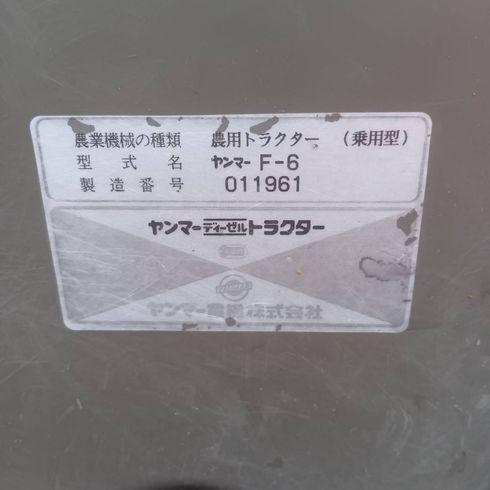 農業機械の種類 農用トラクター (乗用型)
型式名 ヤンマー F-6
製造番号 011961
ヤンマーディーゼルトラクター
ヤンマー農機株式会社